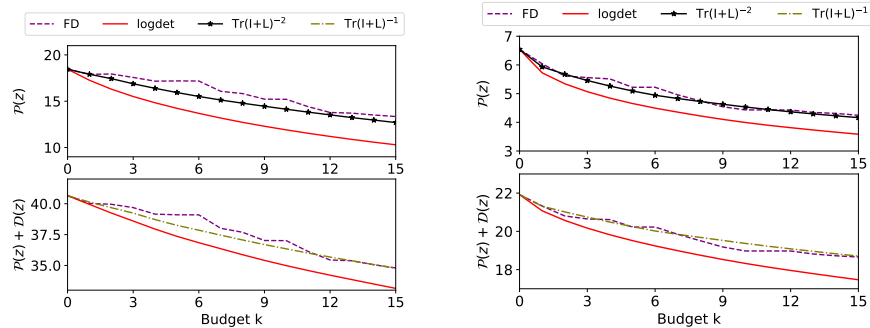 FD logdet Tr(I+L)⁻² Tr(I+L)⁻¹
20
15
10
P(z)
0 3 6 9 12 15
40.0
37.5
35.0
P(z) + D(z)
0 3 6 9 12 15
Budget k
FD logdet Tr(I+L)⁻² Tr(I+L)⁻¹
7
6
5
4
3
P(z)
0 3 6 9 12 15
22
20
18
P(z) + D(z)
0 3 6 9 12 15
Budget k